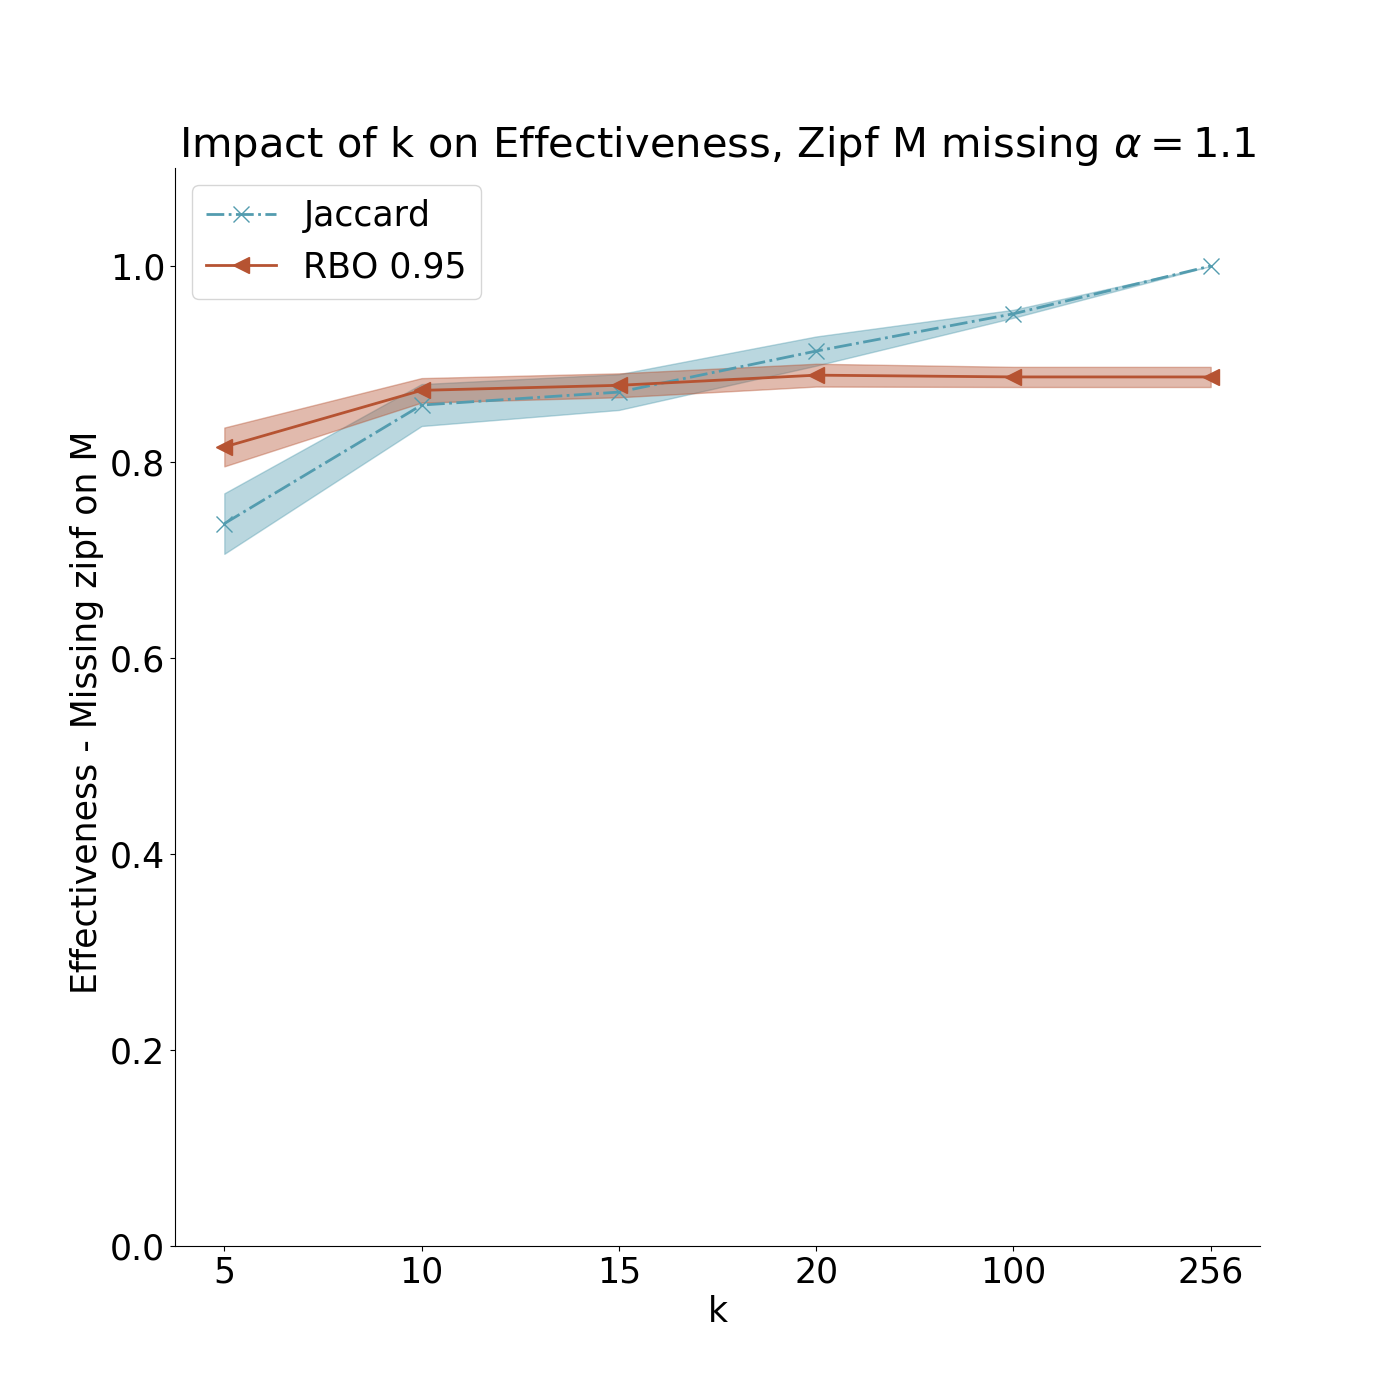 Impact of k on Effectiveness, Zipf M missing α = 1.1
Jaccard
RBO 0.95
Effectiveness - Missing zipf on M
1.0
0.8
0.6
0.4
0.2
0.0
5 10 15 20 100 256
k